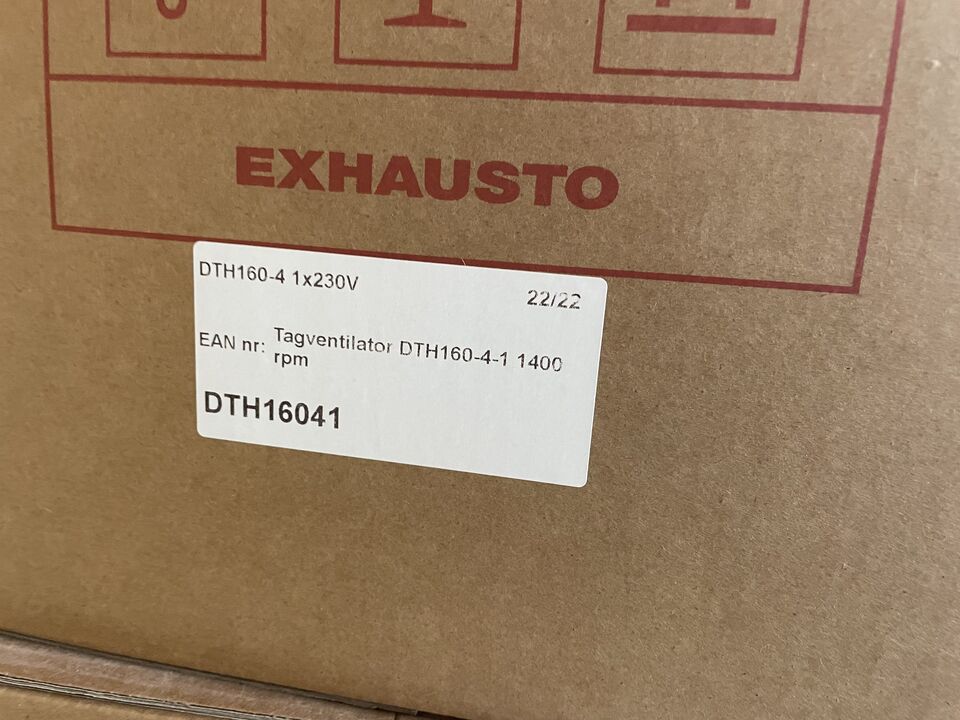 EXHAUSTO
DTH160-4 1x230V
22/22
EAN nr: Tagventilator DTH160-4-1 1400
rpm
DTH16041